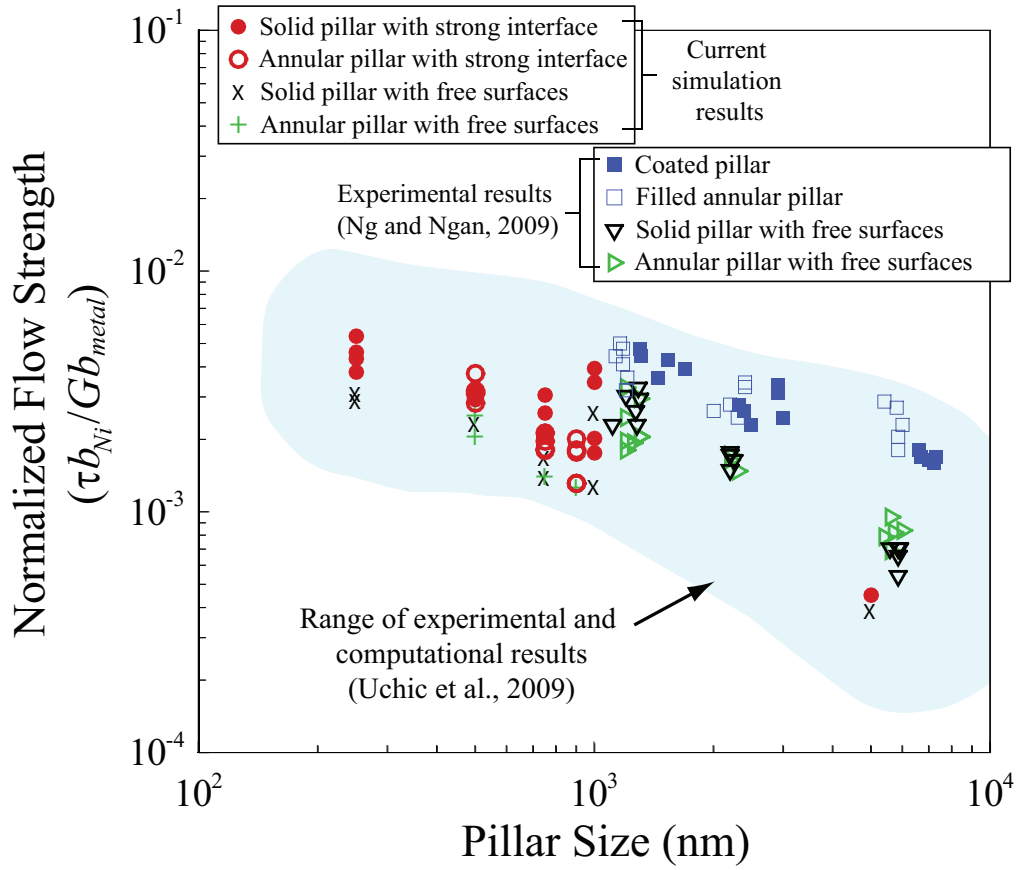 10^-1
10^-2
10^-3
10^-4
Normalized Flow Strength
(τb_Ni/Gb_metal)
Solid pillar with strong interface
Annular pillar with strong interface
Solid pillar with free surfaces
Annular pillar with free surfaces
Current
simulation
results
Experimental results
(Ng and Ngan, 2009)
Coated pillar
Filled annular pillar
Solid pillar with free surfaces
Annular pillar with free surfaces
Range of experimental and
computational results
(Uchic et al., 2009)
10^2
10^3
10^4
Pillar Size (nm)